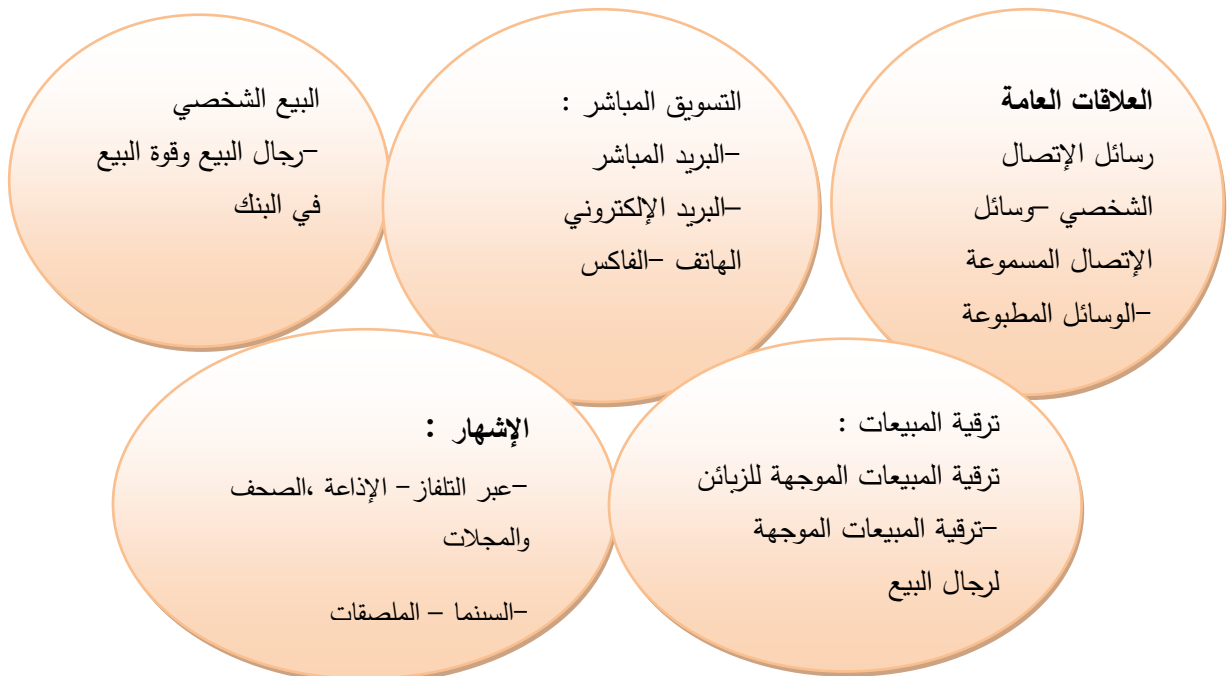 العلاقات العامة
رسائل الإتصال
الشخصي –وسائل
الإتصال المسموعة
–الوسائل المطبوعة
التسويق المباشر :
–البريد المباشر
–البريد الإلكتروني
الهاتف –الفاكس
البيع الشخصي
–رجال البيع وقوة البيع
في البنك
ترقية المبيعات :
ترقية المبيعات الموجهة للزبائن
–ترقية المبيعات الموجهة
لرجال البيع
الإشهار :
–عبر التلفاز– الإذاعة ،الصحف
والمجلات
–السينما – الملصقات